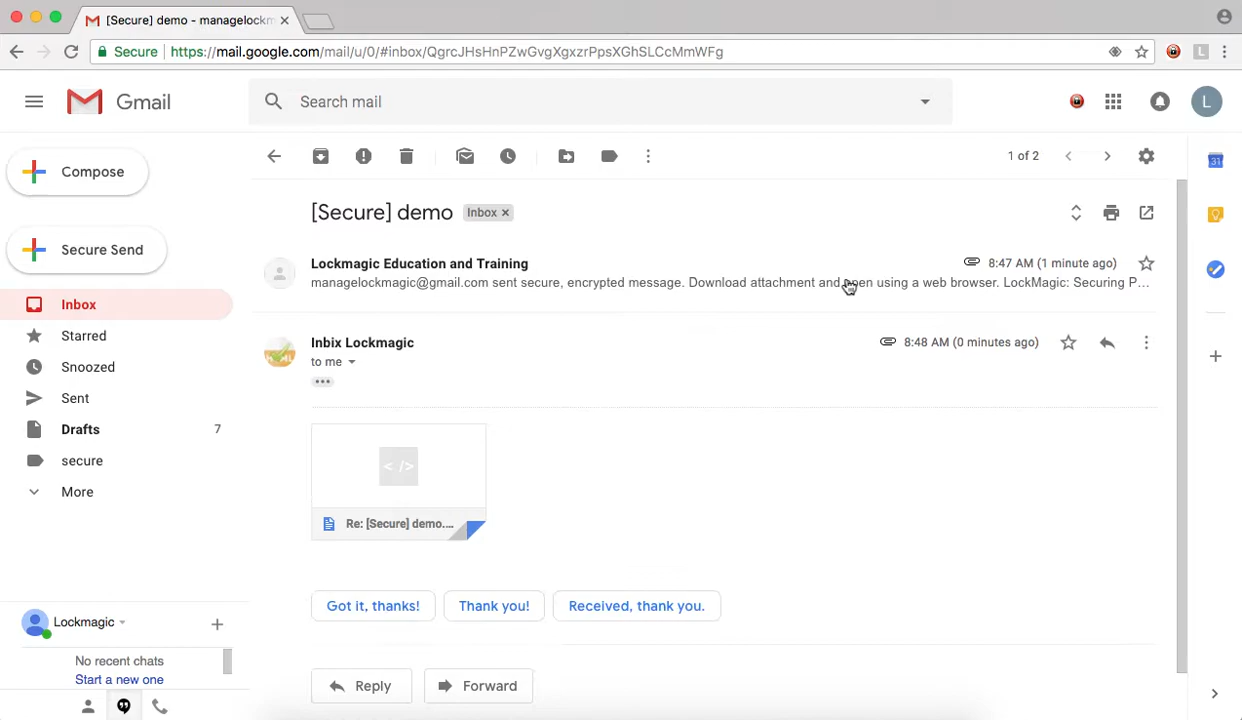 [Secure] demo - managelockm
Secure
https://mail.google.com/mail/u/0/#inbox/QgrcJHsHnPZwGvgXgxzrPpsXGhSLCcMmWFg
L
Gmail
Search mail
L
Compose
1 of 2
31
[Secure] demo
Inbox ×
Secure Send
Lockmagic Education and Training
8:47 AM (1 minute ago)
managelockmagic@gmail.com sent secure, encrypted message. Download attachment and open using a web browser. LockMagic: Securing P...
Inbox
Starred
Snoozed
Sent
Drafts
7
secure
More
Inbix Lockmagic
8:48 AM (0 minutes ago)
to me
< />
Re: [Secure] demo....
Got it, thanks!
Thank you!
Received, thank you.
Reply
Forward
Lockmagic
No recent chats
Start a new one